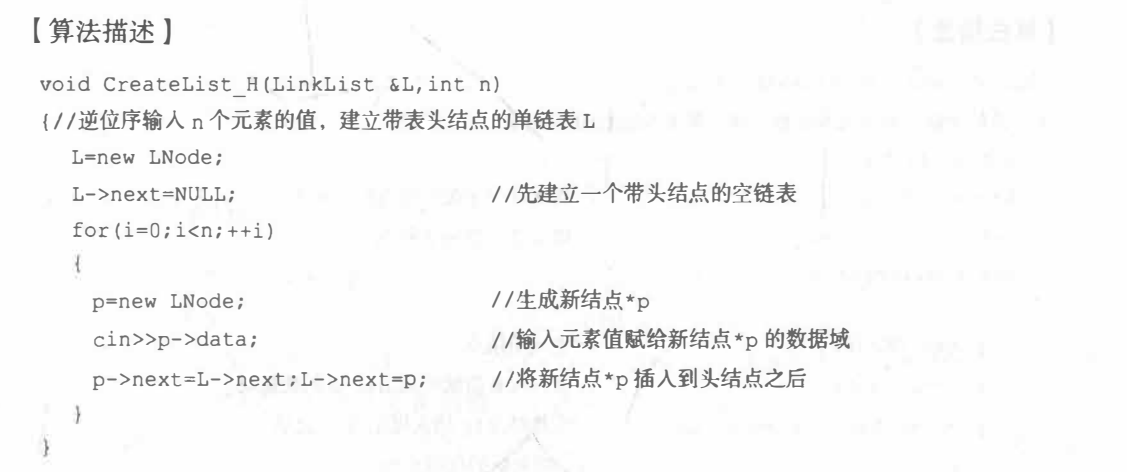 【算法描述】
void CreateList_H(LinkList &L,int n)
{//逆位序输入 n 个元素的值，建立带表头结点的单链表 L
L=new LNode;
L->next=NULL; //先建立一个带头结点的空链表
for(i=0;i<n;++i)
{
p=new LNode; //生成新结点*p
cin>>p->data; //输入元素值赋给新结点*p 的数据域
p->next=L->next;L->next=p; //将新结点*p 插入到头结点之后
}
}